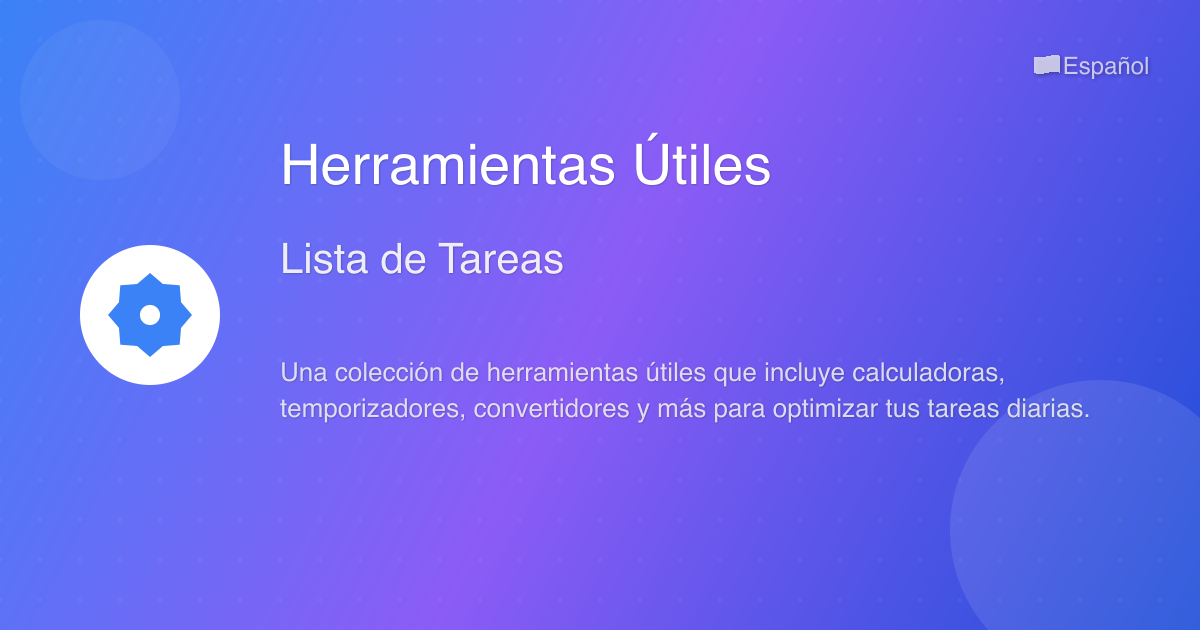 Español
Herramientas Útiles
Lista de Tareas
Una colección de herramientas útiles que incluye calculadoras,
temporizadores, convertidores y más para optimizar tus tareas diarias.